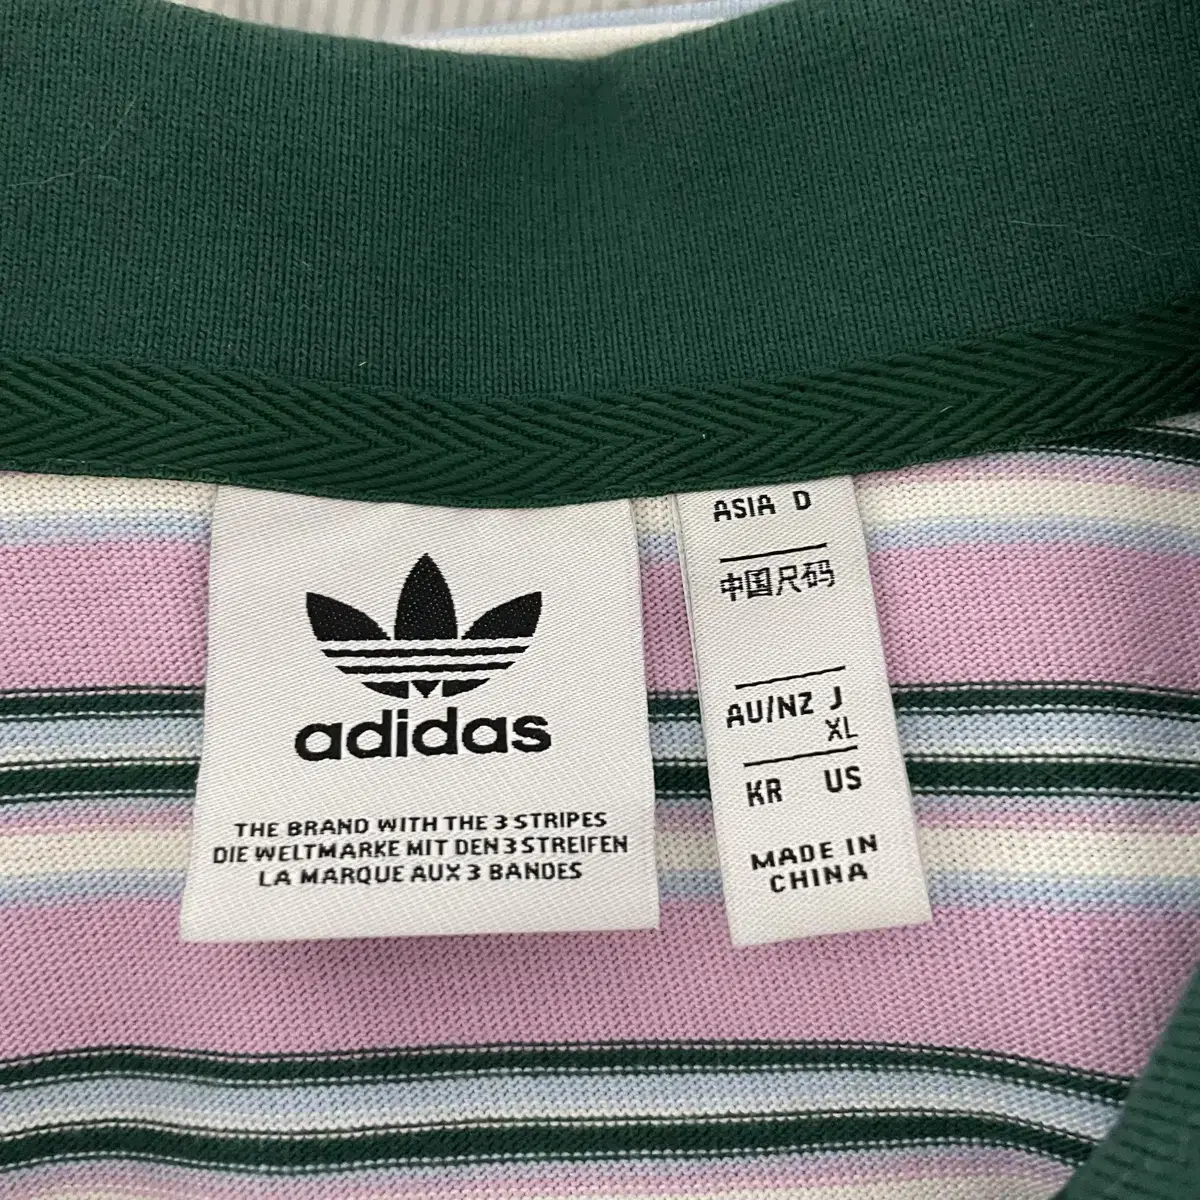 adidas
THE BRAND WITH THE 3 STRIPES
DIE WELTMARKE MIT DEN 3 STREIFEN
LA MARQUE AUX 3 BANDES
ASIA D
中国尺码
AU/NZ J
XL
KR US
MADE IN
CHINA